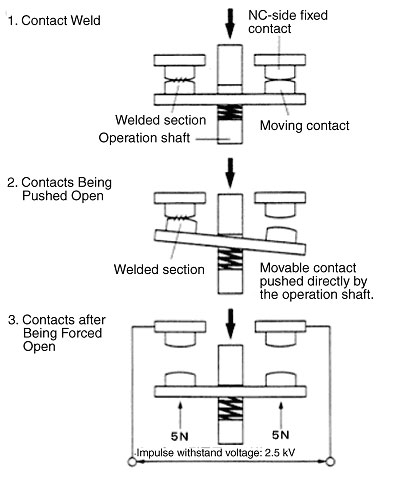 1. Contact Weld
NC-side fixed
contact
Welded section
Operation shaft
Moving contact
2. Contacts Being
Pushed Open
Welded section
Movable contact
pushed directly by
the operation shaft.
3. Contacts after
Being Forced
Open
5N
5N
Impulse withstand voltage: 2.5 kV